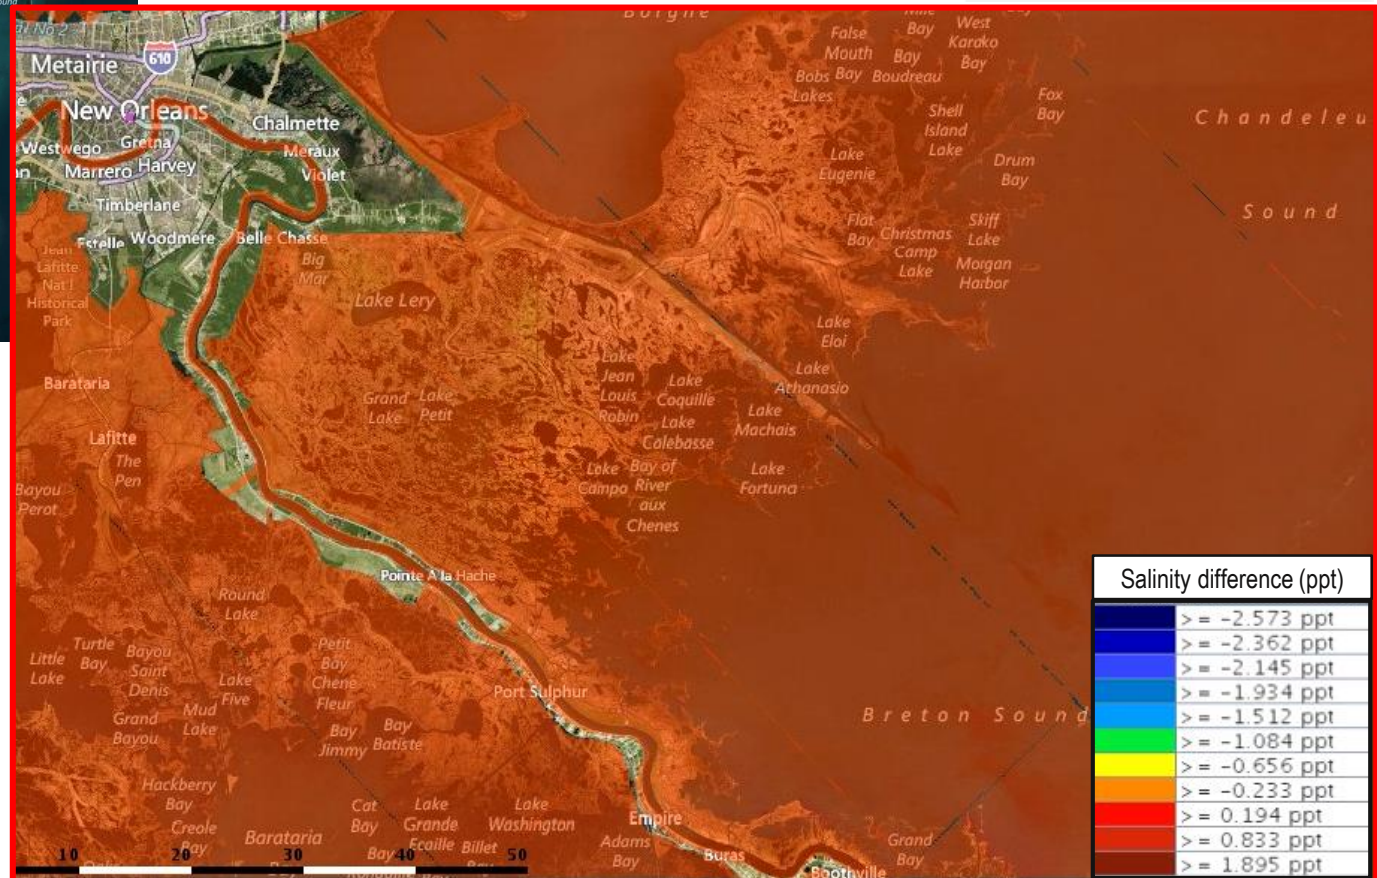 ound
al No 2
Metairie
610
New Orleans
Chalmette
Westwego
Gretna
Meraux
Marrero
Harvey
Violet
Timberlane
Estelle
Woodmere
Belle Chasse
Jean
Lafitte
Nat'l
Historical
Park
Big
Mar
Lake Lery
Barataria
Lafitte
The
Pen
Bayou
Perot
Grand
Lake
Lake
Petit
Borgne
False
Mouth
Bay
Bobs
Lakes
Bay
Bay
Boudreau
West
Karako
Bay
Fox
Bay
Shell
Island
Lake
Lake
Eugenie
Drum
Bay
Flat
Bay
Christmas
Camp
Lake
Skiff
Lake
Morgan
Harbor
Chandeleu
Sound
Lake
Eloi
Lake
Athanasio
Lake
Jean
Louis
Robin
Lake
Coquille
Lake
Calebasse
Lake
Machais
Lake
Campo
Bay of
River
aux
Chenes
Lake
Fortuna
Pointe A la Hache
Round
Lake
Little
Lake
Turtle
Bay
Bayou
Saint
Denis
Lake
Five
Petit
Bay
Chene
Fleur
Grand
Bayou
Mud
Lake
Bay
Jimmy
Bay
Batiste
Port Sulphur
Breton Sound
Hackberry
Bay
Creole
Bay
Barataria
Cat
Bay
Bay
Lake
Grande
Ecaille
Billet
Lake
Washington
Empire
Adams
Bay
Buras
Boothville
Grand
Bay
10 20 30 40 50
Salinity difference (ppt)
>= -2.573 ppt
>= -2.362 ppt
>= -2.145 ppt
>= -1.934 ppt
>= -1.512 ppt
>= -1.084 ppt
>= -0.656 ppt
>= -0.233 ppt
>= 0.194 ppt
>= 0.833 ppt
>= 1.895 ppt